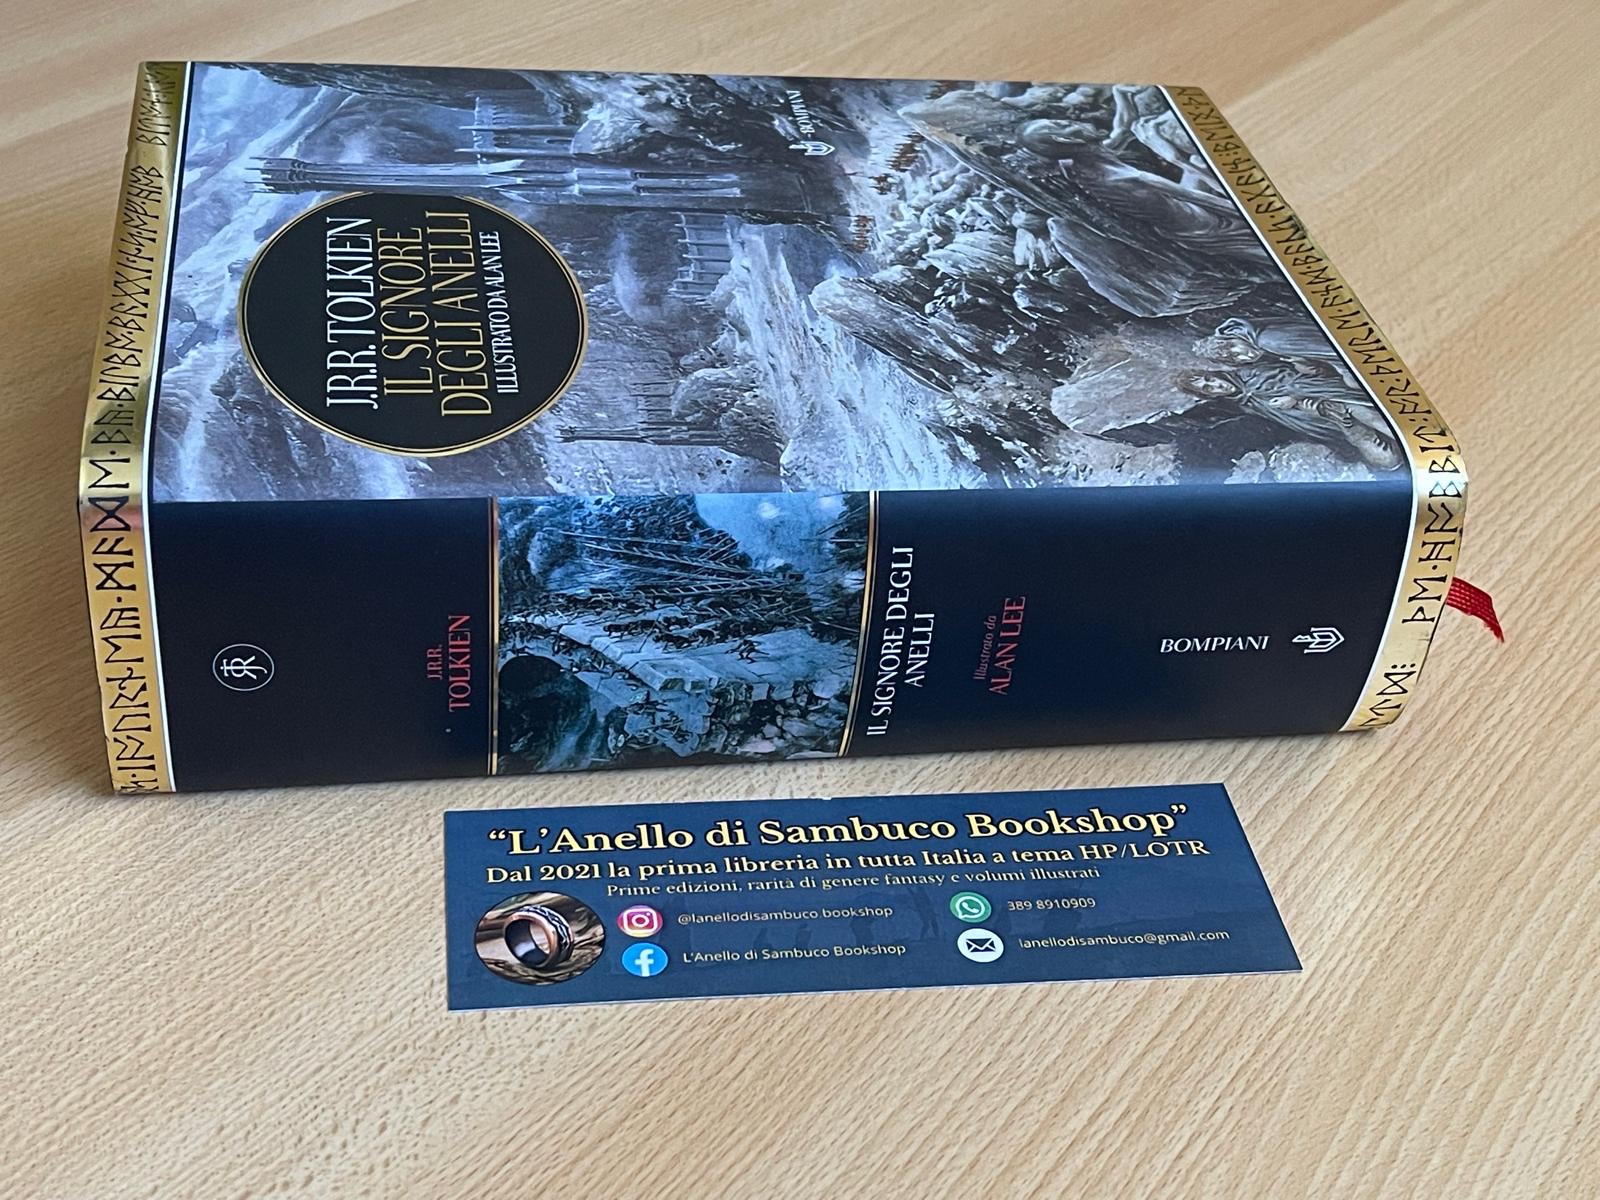 J.R.R. TOLKIEN
IL SIGNORE
DEGLI ANELLI
ILLUSTRATO DA ALAN LEE
BOMPIANI
J.R.R.
TOLKIEN
IL SIGNORE DEGLI
ANELLI
Illustrato da
ALAN LEE
BOMPIANI
“L’Anello di Sambuco Bookshop”
Dal 2021 la prima libreria in tutta Italia a tema HP/LOTR
Prime edizioni, rarità di genere fantasy e volumi illustrati
@lanellodisambuco.bookshop
389 8910909
L'Anello di Sambuco Bookshop
lanellodisambuco@gmail.com